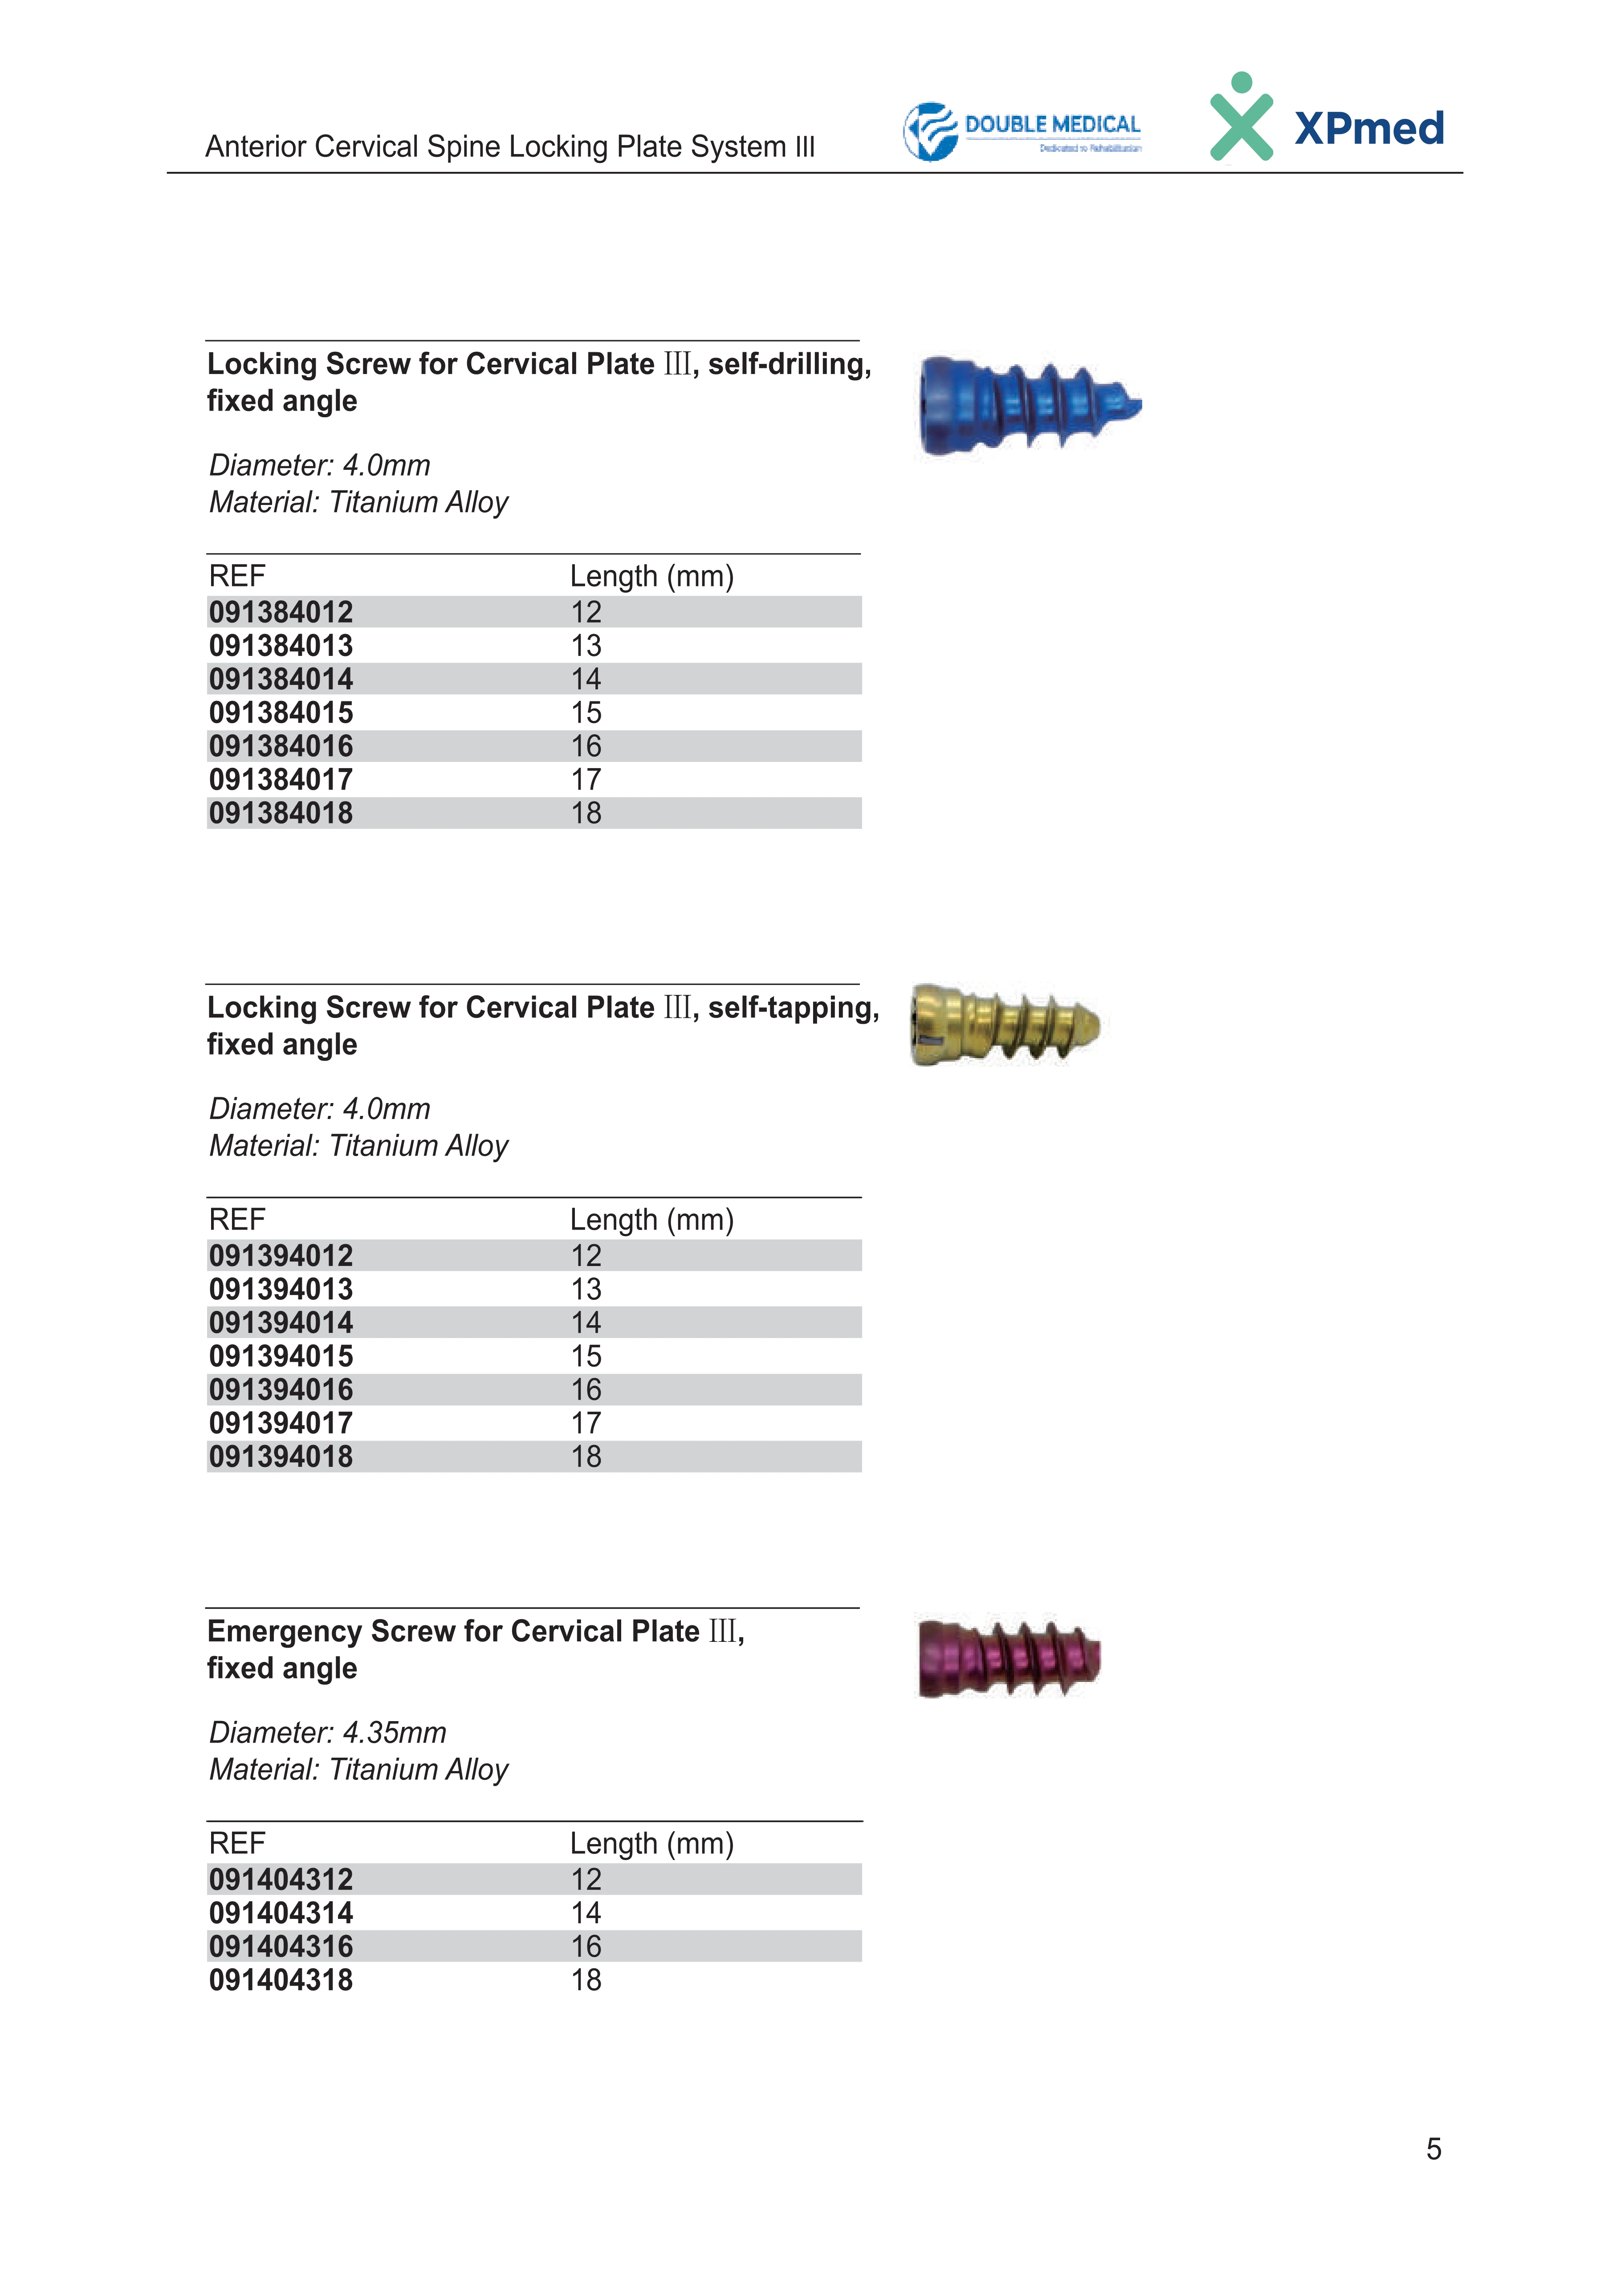 Anterior Cervical Spine Locking Plate System III
DOUBLE MEDICAL
Dedicated to Rehabilitation
XPmed
Locking Screw for Cervical Plate Ⅲ, self-drilling,
fixed angle
Diameter: 4.0mm
Material: Titanium Alloy
REF Length (mm)
091384012 12
091384013 13
091384014 14
091384015 15
091384016 16
091384017 17
091384018 18
Locking Screw for Cervical Plate Ⅲ, self-tapping,
fixed angle
Diameter: 4.0mm
Material: Titanium Alloy
REF Length (mm)
091394012 12
091394013 13
091394014 14
091394015 15
091394016 16
091394017 17
091394018 18
Emergency Screw for Cervical Plate Ⅲ,
fixed angle
Diameter: 4.35mm
Material: Titanium Alloy
REF Length (mm)
091404312 12
091404314 14
091404316 16
091404318 18
5